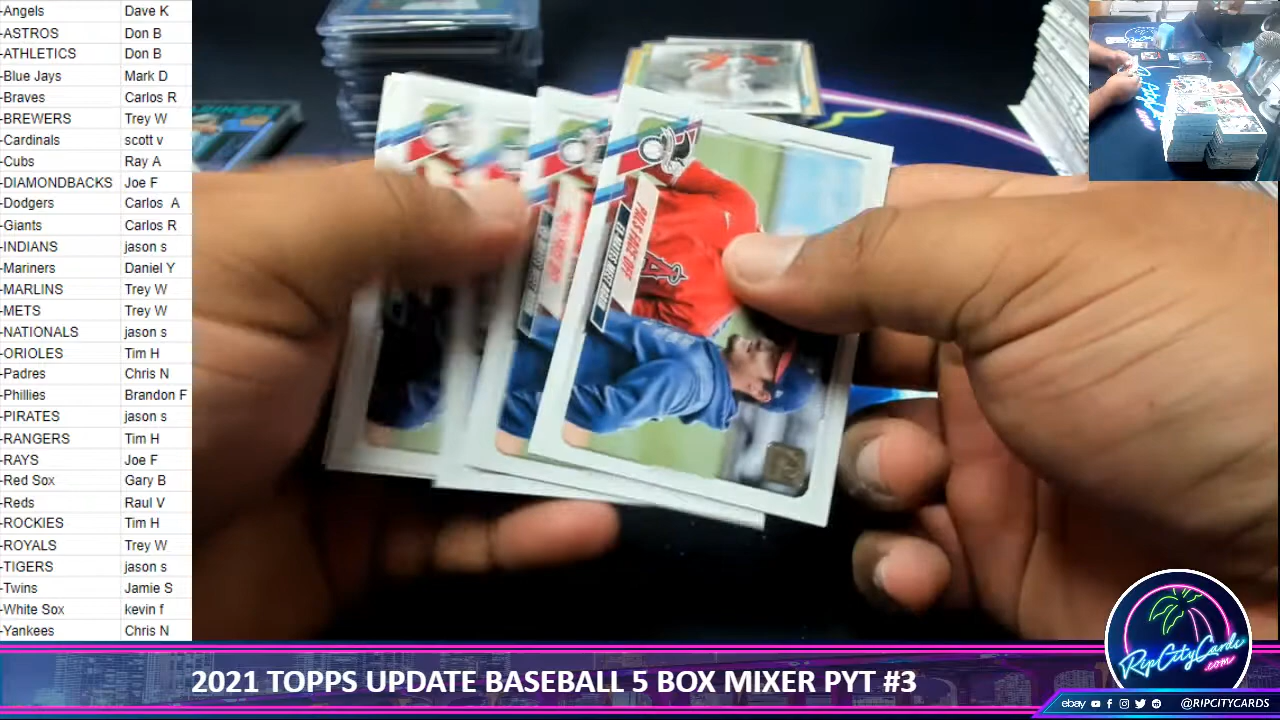 -Angels Dave K
-ASTROS Don B
-ATHLETICS Don B
-Blue Jays Mark D
-Braves Carlos R
-BREWERS Trey W
-Cardinals scott v
-Cubs Ray A
-DIAMONDBACKS Joe F
-Dodgers Carlos A
-Giants Carlos R
-INDIANS jason s
-Mariners Daniel Y
-MARLINS Trey W
-METS Trey W
-NATIONALS jason s
-ORIOLES Tim H
-Padres Chris N
-Phillies Brandon F
-PIRATES jason s
-RANGERS Tim H
-RAYS Joe F
-Red Sox Gary B
-Reds Raul V
-ROCKIES Tim H
-ROYALS Trey W
-TIGERS jason s
-Twins Jamie S
-White Sox kevin f
-Yankees Chris N
PALS FACE OFF
A
70
RipCityCards
.com
2021 TOPPS UPDATE BASEBALL 5 BOX MIXER PYT #3
ebay @RIPCITYCARDS